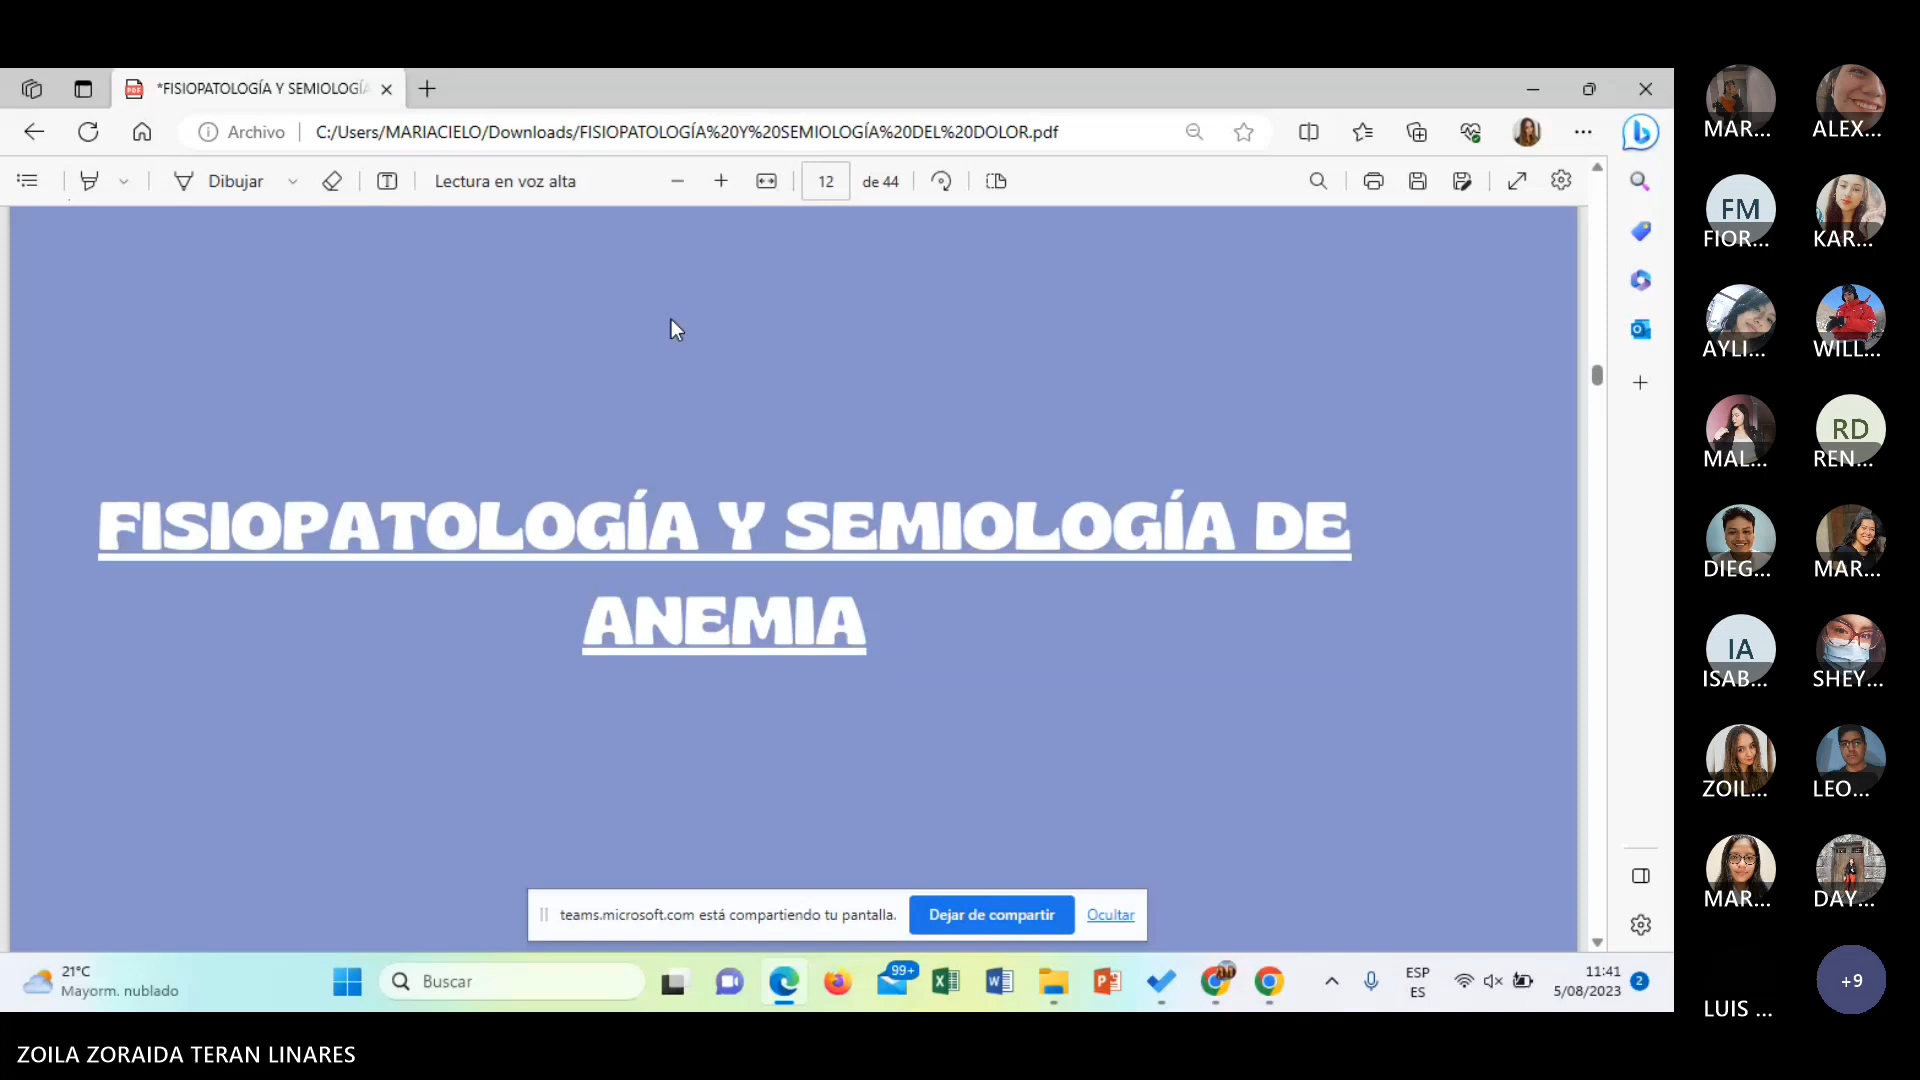 *FISIOPATOLOGÍA Y SEMIOLOGÍA
Archivo
C:/Users/MARIACIELO/Downloads/FISIOPATOLOGÍA%20Y%20SEMIOLOGÍA%20DEL%20DOLOR.pdf
Dibujar
Lectura en voz alta
12
de 44
FISIOPATOLOGÍA Y SEMIOLOGÍA DE
ANEMIA
teams.microsoft.com está compartiendo tu pantalla.
Dejar de compartir
Ocultar
21°C
Mayorm. nublado
Buscar
99+
ESP
ES
11:41
5/08/2023
2
MAR...
ALEX...
FM
FIOR...
KAR...
AYLI...
WILL...
MAL...
RD
REN...
DIEG...
MAR...
IA
ISAB...
SHEY...
ZOIL...
LEO...
MAR...
DAY...
LUIS ...
+9
ZOILA ZORAIDA TERAN LINARES